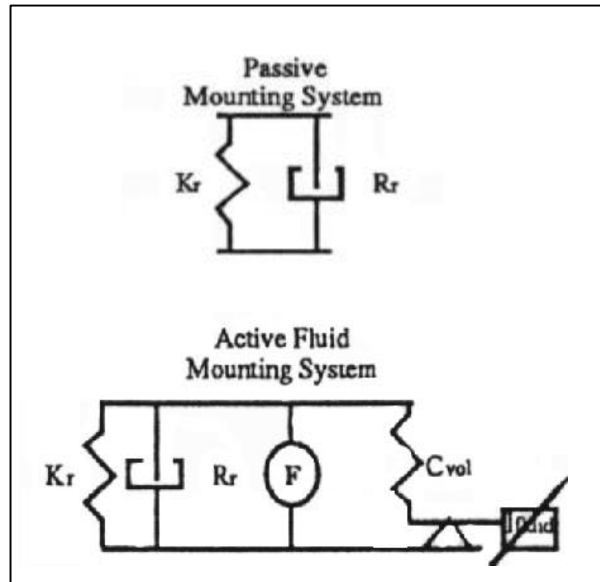 Passive
Mounting System
Kr
Rr
Active Fluid
Mounting System
Kr
Rr
F
Cvol